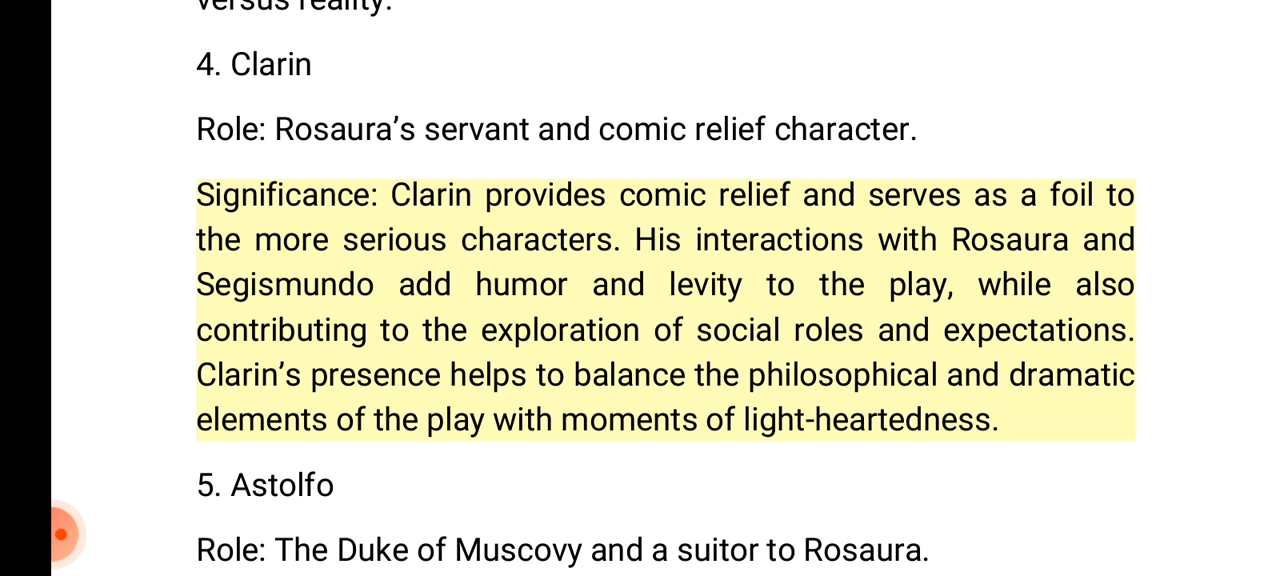 versus reality.
4. Clarin
Role: Rosaura’s servant and comic relief character.
Significance: Clarin provides comic relief and serves as a foil to
the more serious characters. His interactions with Rosaura and
Segismundo add humor and levity to the play, while also
contributing to the exploration of social roles and expectations.
Clarin’s presence helps to balance the philosophical and dramatic
elements of the play with moments of light-heartedness.
5. Astolfo
Role: The Duke of Muscovy and a suitor to Rosaura.